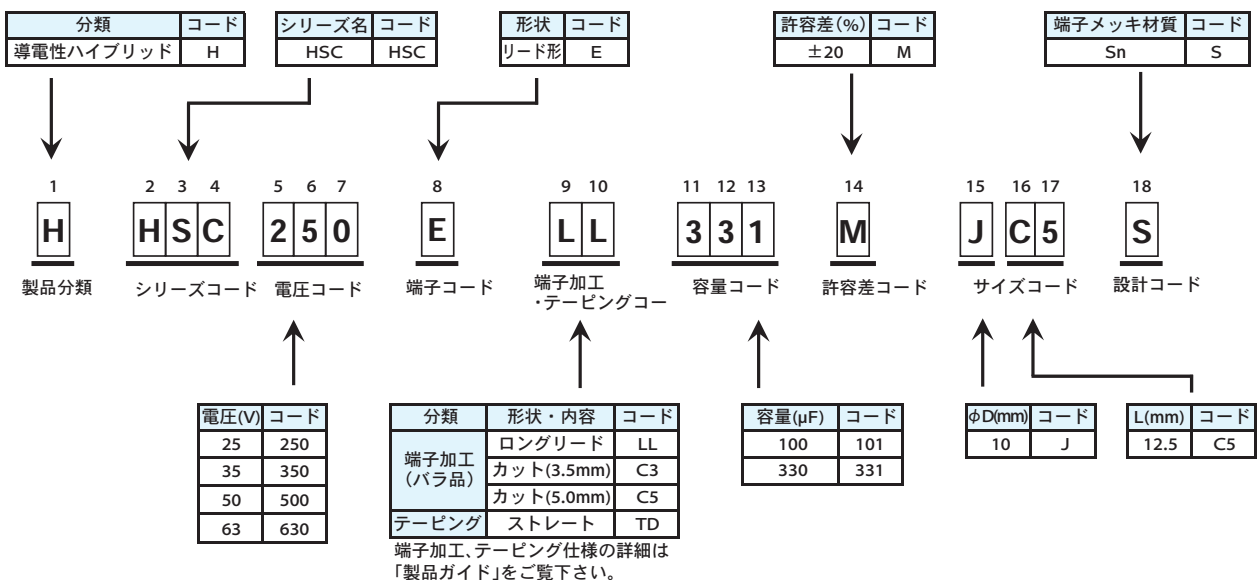 分類 コード
導電性ハイブリッド H
シリーズ名 コード
HSC HSC
形状 コード
リード形 E
許容差(%) コード
±20 M
端子メッキ材質 コード
Sn S
1 2 3 4 5 6 7 8 9 10 11 12 13 14 15 16 17 18
H H S C 2 5 0 E L L 3 3 1 M J C 5 S
製品分類
シリーズコード
電圧コード
端子コード
端子加工
・テーピングコー
容量コード
許容差コード
サイズコード
設計コード
電圧(V) コード
25 250
35 350
50 500
63 630
分類 形状・内容 コード
端子加工
(バラ品)
ロングリード LL
カット(3.5mm) C3
カット(5.0mm) C5
テーピング ストレート TD
端子加工、テーピング仕様の詳細は
「製品ガイド」をご覧下さい。
容量(μF) コード
100 101
330 331
φD(mm) コード
10 J
L(mm) コード
12.5 C5